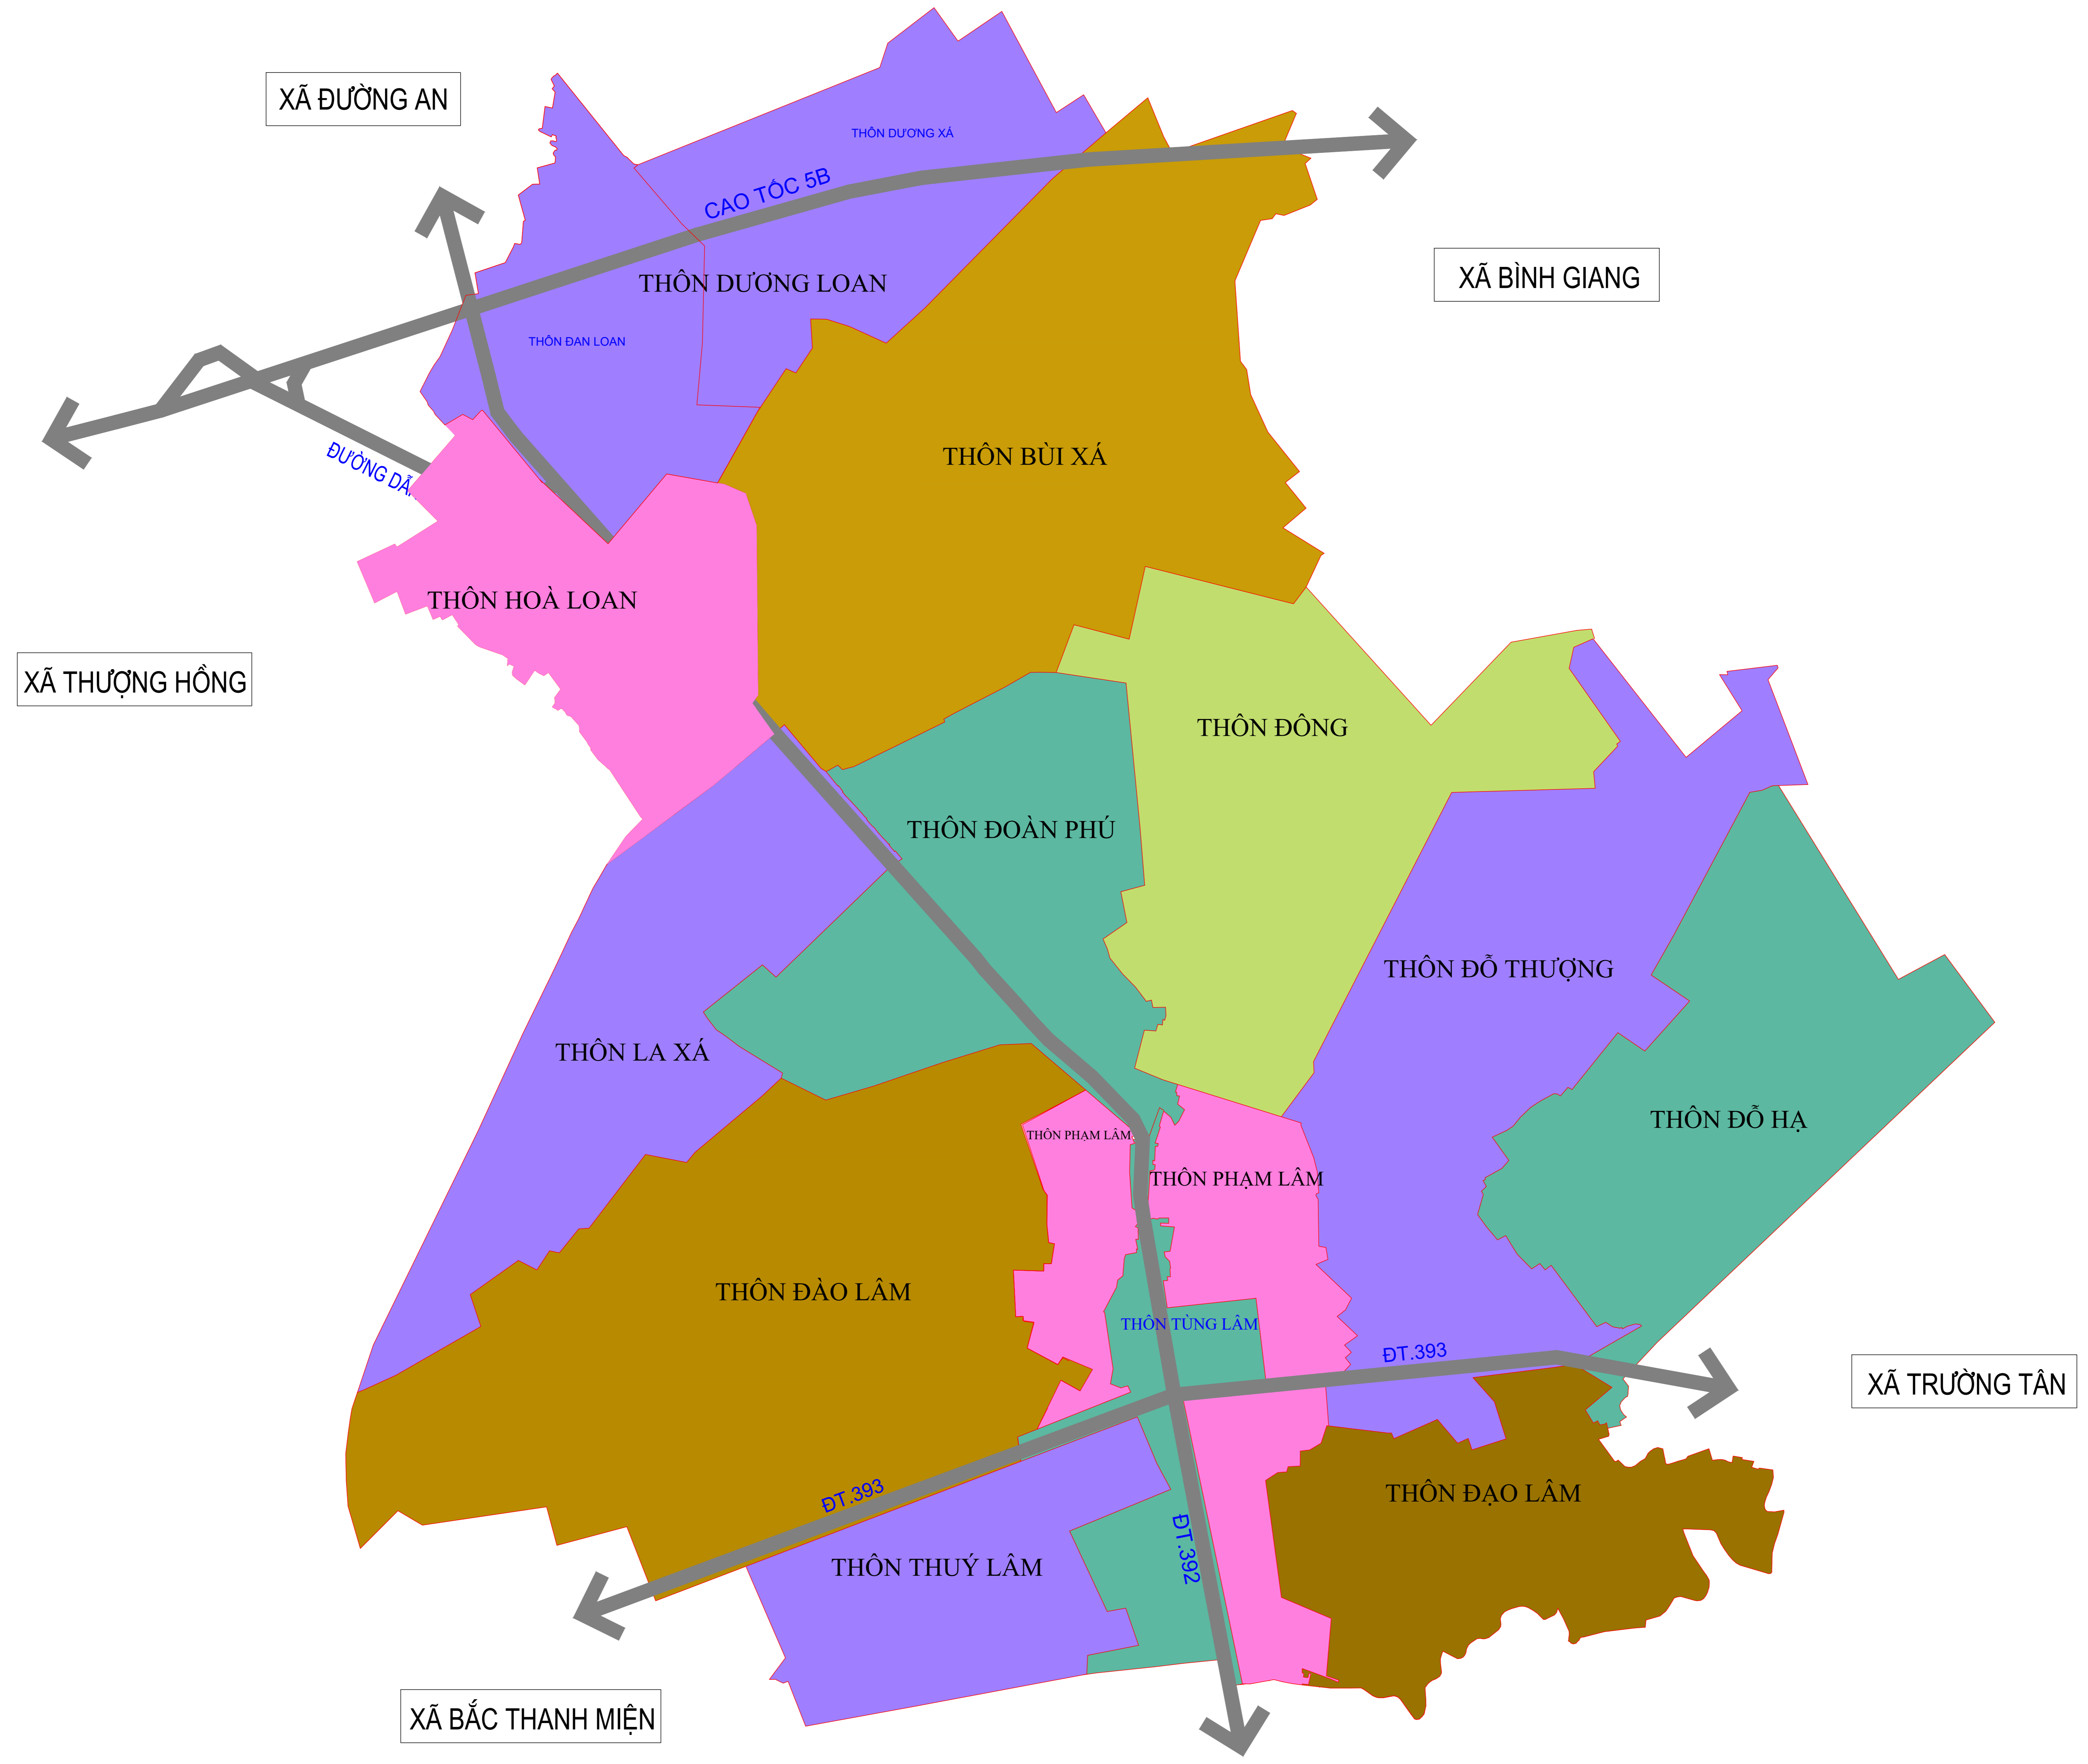 XÃ ĐƯỜNG AN
THÔN DƯƠNG XÁ
CAO TỐC 5B
XÃ BÌNH GIANG
THÔN DƯƠNG LOAN
THÔN ĐAN LOAN
THÔN BÙI XÁ
ĐƯỜNG DẪ
THÔN HOÀ LOAN
XÃ THƯỢNG HỒNG
THÔN ĐÔNG
THÔN ĐOÀN PHÚ
THÔN ĐỖ THƯỢNG
THÔN LA XÁ
THÔN ĐỖ HẠ
THÔN PHẠM LÂM
THÔN PHẠM LÂM
THÔN ĐÀO LÂM
THÔN TÙNG LÂM
ĐT.393
XÃ TRƯỜNG TÂN
ĐT.393
THÔN ĐẠO LÂM
ĐT.392
THÔN THUÝ LÂM
XÃ BẮC THANH MIỆN